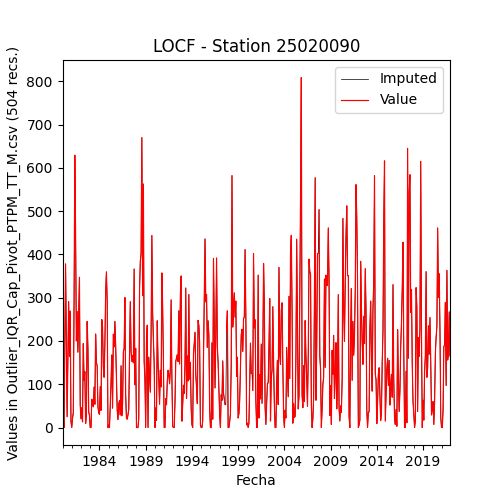 LOCF - Station 25020090
Values in Outlier_IQR_Cap_Pivot_PTPM_TT_M.csv (504 recs.)
800
700
600
500
400
300
200
100
0
Imputed
Value
1984 1989 1994 1999 2004 2009 2014 2019
Fecha